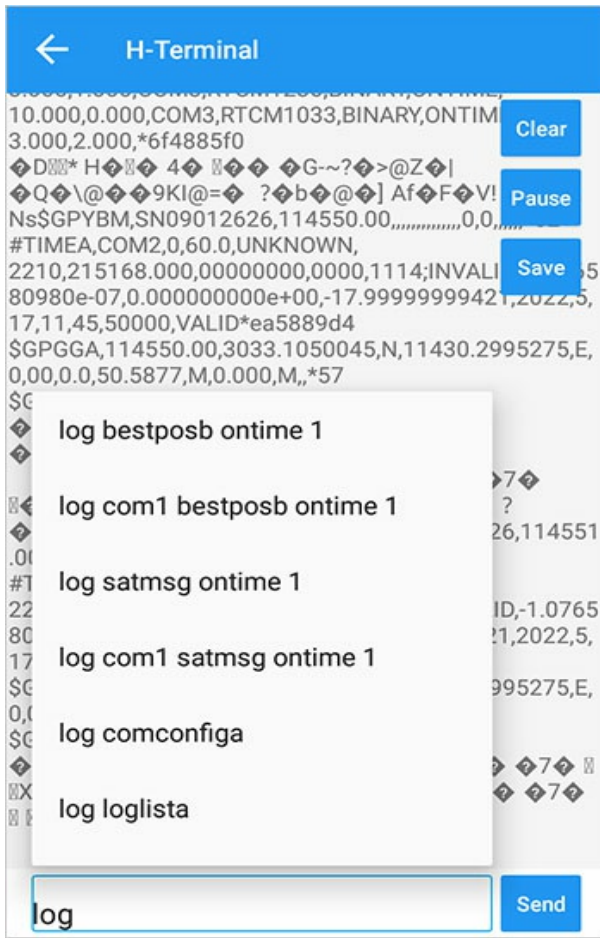 H-Terminal
10.000,0.000,COM3,RTCM1033,BINARY,ONTIM
3.000,2.000,*6f4885f0
Clear
�D* H�� 4� �� �G-~?�>@Z�|
�Q�\@��9KI@=� ?�b�@�] Af�F�V!
Pause
Ns$GPYBM,SN09012626,114550.00,,,,,,,,,,,,,,0,0,,,,,
#TIMEA,COM2,0,60.0,UNKNOWN,
2210,215168.000,00000000,0000,1114;INVALI
Save
80980e-07,0.000000000e+00,-17.99999999421,2022,5,
17,11,45,50000,VALID*ea5889d4
$GPGGA,114550.00,3033.1050045,N,11430.2995275,E,
0,00,0.0,50.5877,M,0.000,M,,*57
log bestposb ontime 1
log com1 bestposb ontime 1
26,114551
log satmsg ontime 1
ID,-1.0765
21,2022,5,
log com1 satmsg ontime 1
995275,E,
log comconfiga
log loglista
log
Send